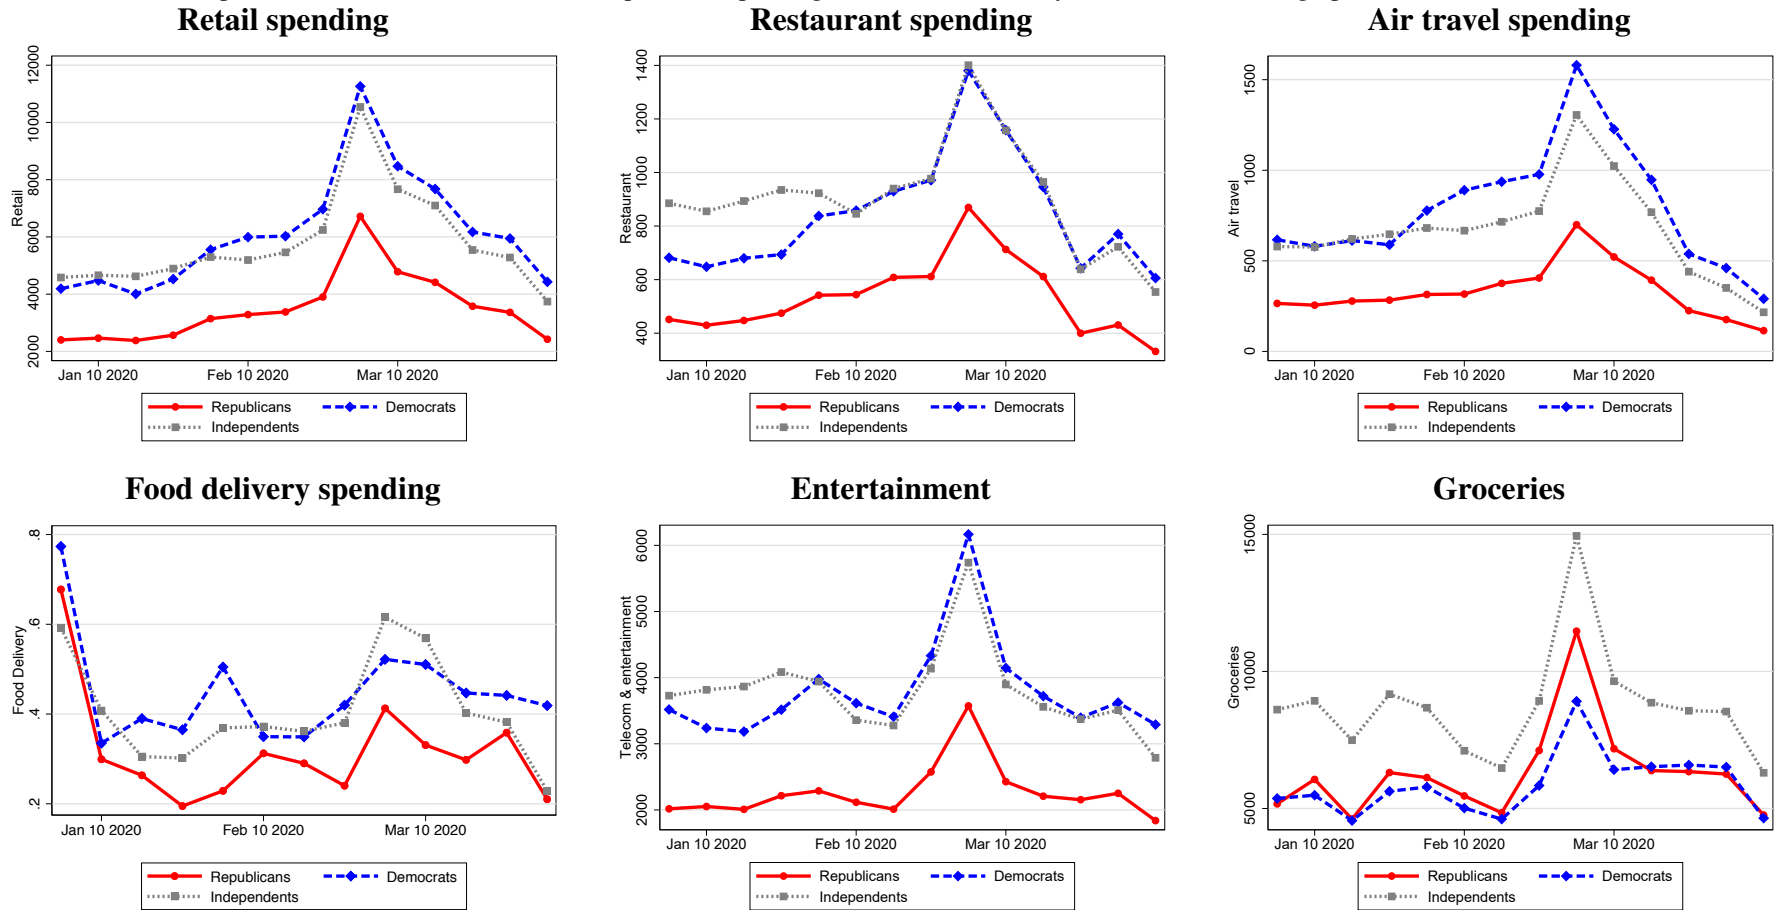 Retail spending
12000
10000
8000
6000
4000
2000
Retail
Jan 10 2020
Feb 10 2020
Mar 10 2020
Republicans
Democrats
Independents
Restaurant spending
1400
1200
1000
800
600
400
Restaurant
Jan 10 2020
Feb 10 2020
Mar 10 2020
Republicans
Democrats
Independents
Air travel spending
1500
1000
500
0
Air travel
Jan 10 2020
Feb 10 2020
Mar 10 2020
Republicans
Democrats
Independents
Food delivery spending
.8
.6
.4
.2
Food Delivery
Jan 10 2020
Feb 10 2020
Mar 10 2020
Republicans
Democrats
Independents
Entertainment
6000
5000
4000
3000
2000
Telecom & entertainment
Jan 10 2020
Feb 10 2020
Mar 10 2020
Republicans
Democrats
Independents
Groceries
15000
10000
5000
Groceries
Jan 10 2020
Feb 10 2020
Mar 10 2020
Republicans
Democrats
Independents